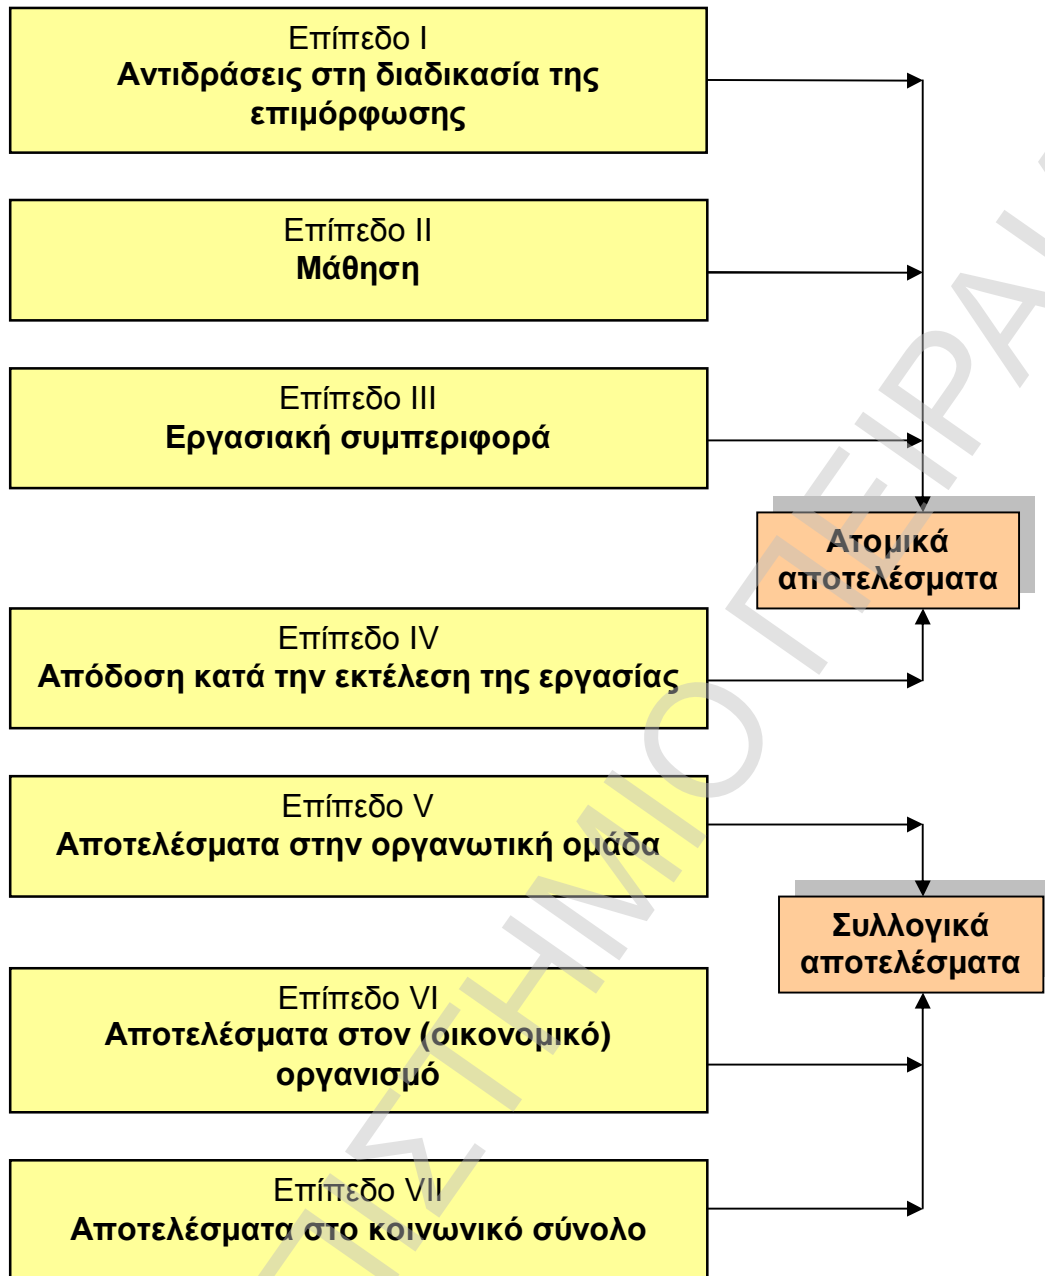 Επίπεδο I
Αντιδράσεις στη διαδικασία της
επιμόρφωσης
Επίπεδο II
Μάθηση
Επίπεδο III
Εργασιακή συμπεριφορά
Ατομικά
αποτελέσματα
Επίπεδο IV
Απόδοση κατά την εκτέλεση της εργασίας
Επίπεδο V
Αποτελέσματα στην οργανωτική ομάδα
Συλλογικά
αποτελέσματα
Επίπεδο VI
Αποτελέσματα στον (οικονομικό)
οργανισμό
Επίπεδο VII
Αποτελέσματα στο κοινωνικό σύνολο